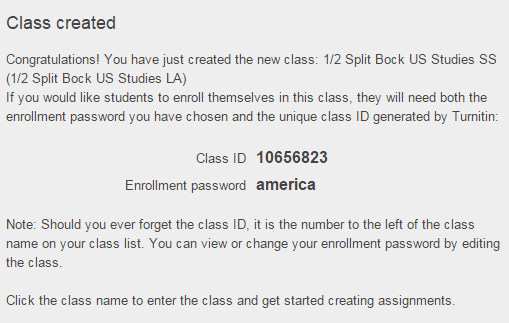 Class created
Congratulations! You have just created the new class: 1/2 Split Bock US Studies SS
(1/2 Split Bock US Studies LA)
If you would like students to enroll themselves in this class, they will need both the
enrollment password you have chosen and the unique class ID generated by Turnitin:
Class ID 10656823
Enrollment password america
Note: Should you ever forget the class ID, it is the number to the left of the class
name on your class list. You can view or change your enrollment password by editing
the class.
Click the class name to enter the class and get started creating assignments.